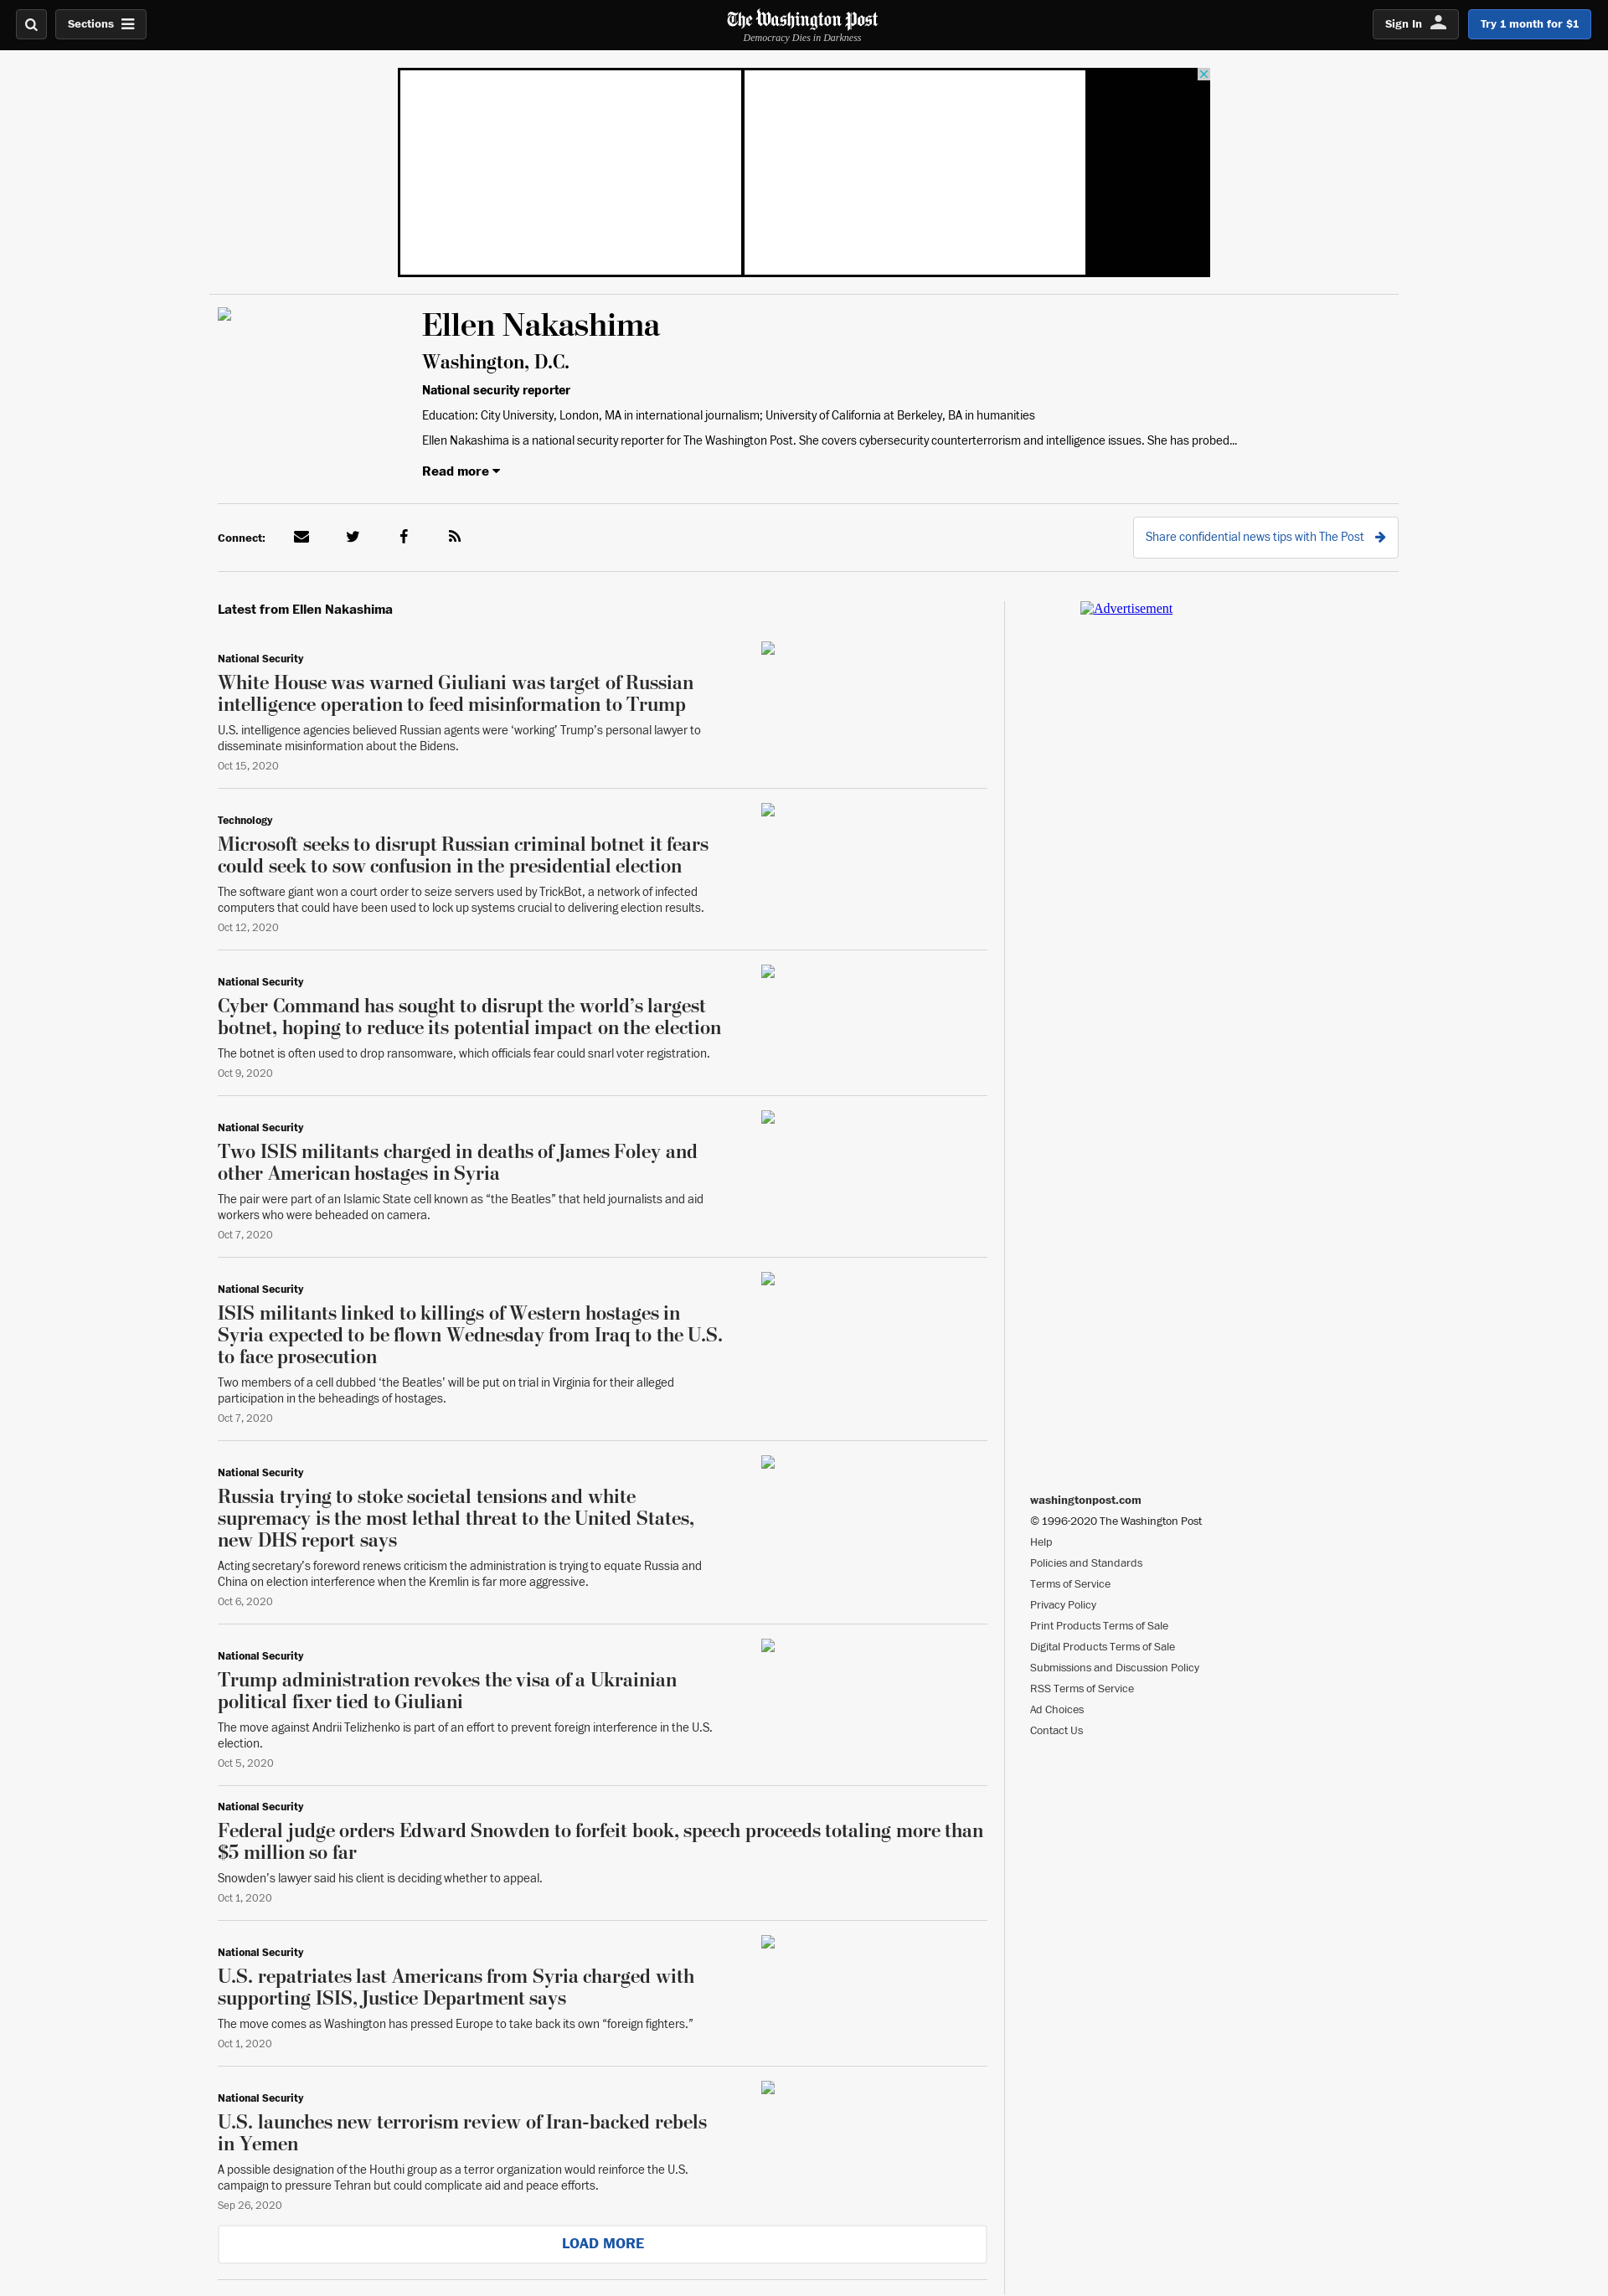 Sections
The Washington Post
Democracy Dies in Darkness
Sign In
Try 1 month for $1
Ellen Nakashima
Washington, D.C.
National security reporter
Education: City University, London, MA in international journalism; University of California at Berkeley, BA in humanities
Ellen Nakashima is a national security reporter for The Washington Post. She covers cybersecurity counterterrorism and intelligence issues. She has probed...
Read more
Connect:
Share confidential news tips with The Post
Latest from Ellen Nakashima
Advertisement
National Security
White House was warned Giuliani was target of Russian
intelligence operation to feed misinformation to Trump
U.S. intelligence agencies believed Russian agents were ‘working’ Trump’s personal lawyer to
disseminate misinformation about the Bidens.
Oct 15, 2020
Technology
Microsoft seeks to disrupt Russian criminal botnet it fears
could seek to sow confusion in the presidential election
The software giant won a court order to seize servers used by TrickBot, a network of infected
computers that could have been used to lock up systems crucial to delivering election results.
Oct 12, 2020
National Security
Cyber Command has sought to disrupt the world’s largest
botnet, hoping to reduce its potential impact on the election
The botnet is often used to drop ransomware, which officials fear could snarl voter registration.
Oct 9, 2020
National Security
Two ISIS militants charged in deaths of James Foley and
other American hostages in Syria
The pair were part of an Islamic State cell known as “the Beatles” that held journalists and aid
workers who were beheaded on camera.
Oct 7, 2020
National Security
ISIS militants linked to killings of Western hostages in
Syria expected to be flown Wednesday from Iraq to the U.S.
to face prosecution
Two members of a cell dubbed ‘the Beatles’ will be put on trial in Virginia for their alleged
participation in the beheadings of hostages.
Oct 7, 2020
National Security
Russia trying to stoke societal tensions and white
supremacy is the most lethal threat to the United States,
new DHS report says
Acting secretary’s foreword renews criticism the administration is trying to equate Russia and
China on election interference when the Kremlin is far more aggressive.
Oct 6, 2020
National Security
Trump administration revokes the visa of a Ukrainian
political fixer tied to Giuliani
The move against Andrii Telizhenko is part of an effort to prevent foreign interference in the U.S.
election.
Oct 5, 2020
National Security
Federal judge orders Edward Snowden to forfeit book, speech proceeds totaling more than
$5 million so far
Snowden’s lawyer said his client is deciding whether to appeal.
Oct 1, 2020
National Security
U.S. repatriates last Americans from Syria charged with
supporting ISIS, Justice Department says
The move comes as Washington has pressed Europe to take back its own “foreign fighters.”
Oct 1, 2020
National Security
U.S. launches new terrorism review of Iran-backed rebels
in Yemen
A possible designation of the Houthi group as a terror organization would reinforce the U.S.
campaign to pressure Tehran but could complicate aid and peace efforts.
Sep 26, 2020
LOAD MORE
washingtonpost.com
© 1996-2020 The Washington Post
Help
Policies and Standards
Terms of Service
Privacy Policy
Print Products Terms of Sale
Digital Products Terms of Sale
Submissions and Discussion Policy
RSS Terms of Service
Ad Choices
Contact Us